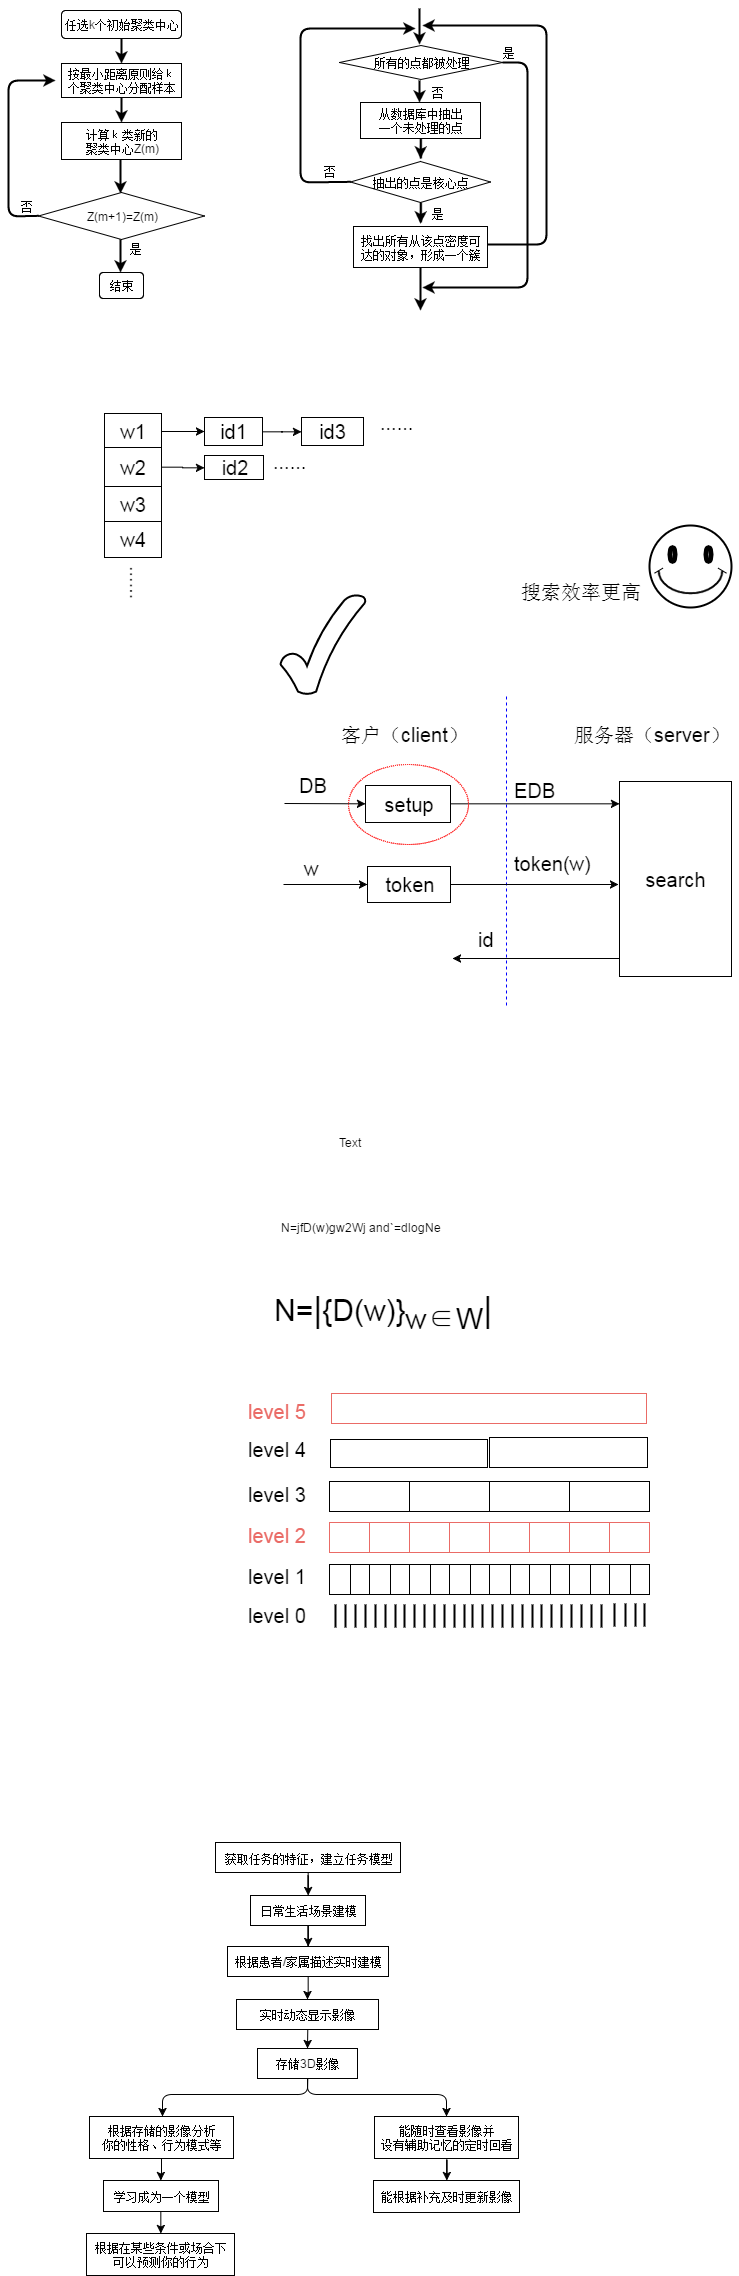 任选k个初始聚类中心
按最小距离原则给 k
个聚类中心分配样本
计算 k 类新的
聚类中心Z(m)
否
Z(m+1)=Z(m)
是
结束
所有的点都被处理
是
否
从数据库中抽出
一个未处理的点
否
抽出的点是核心点
是
找出所有从该点密度可
达的对象，形成一个簇
w1
id1
id3
……
w2
id2
……
w3
w4
……
搜索效率更高
客户（client）
服务器（server）
DB
setup
EDB
w
token
token(w)
search
id
Text
N=jfD(w)gw2Wj and`=dlogNe
N=|{D(w)}w∈W|
level 5
level 4
level 3
level 2
level 1
level 0
获取任务的特征，建立任务模型
日常生活场景建模
根据患者/家属描述实时建模
实时动态显示影像
存储3D影像
根据存储的影像分析
你的性格、行为模式等
能随时查看影像并
设有辅助记忆的定时回看
学习成为一个模型
能根据补充及时更新影像
根据在某些条件或场合下
可以预测你的行为